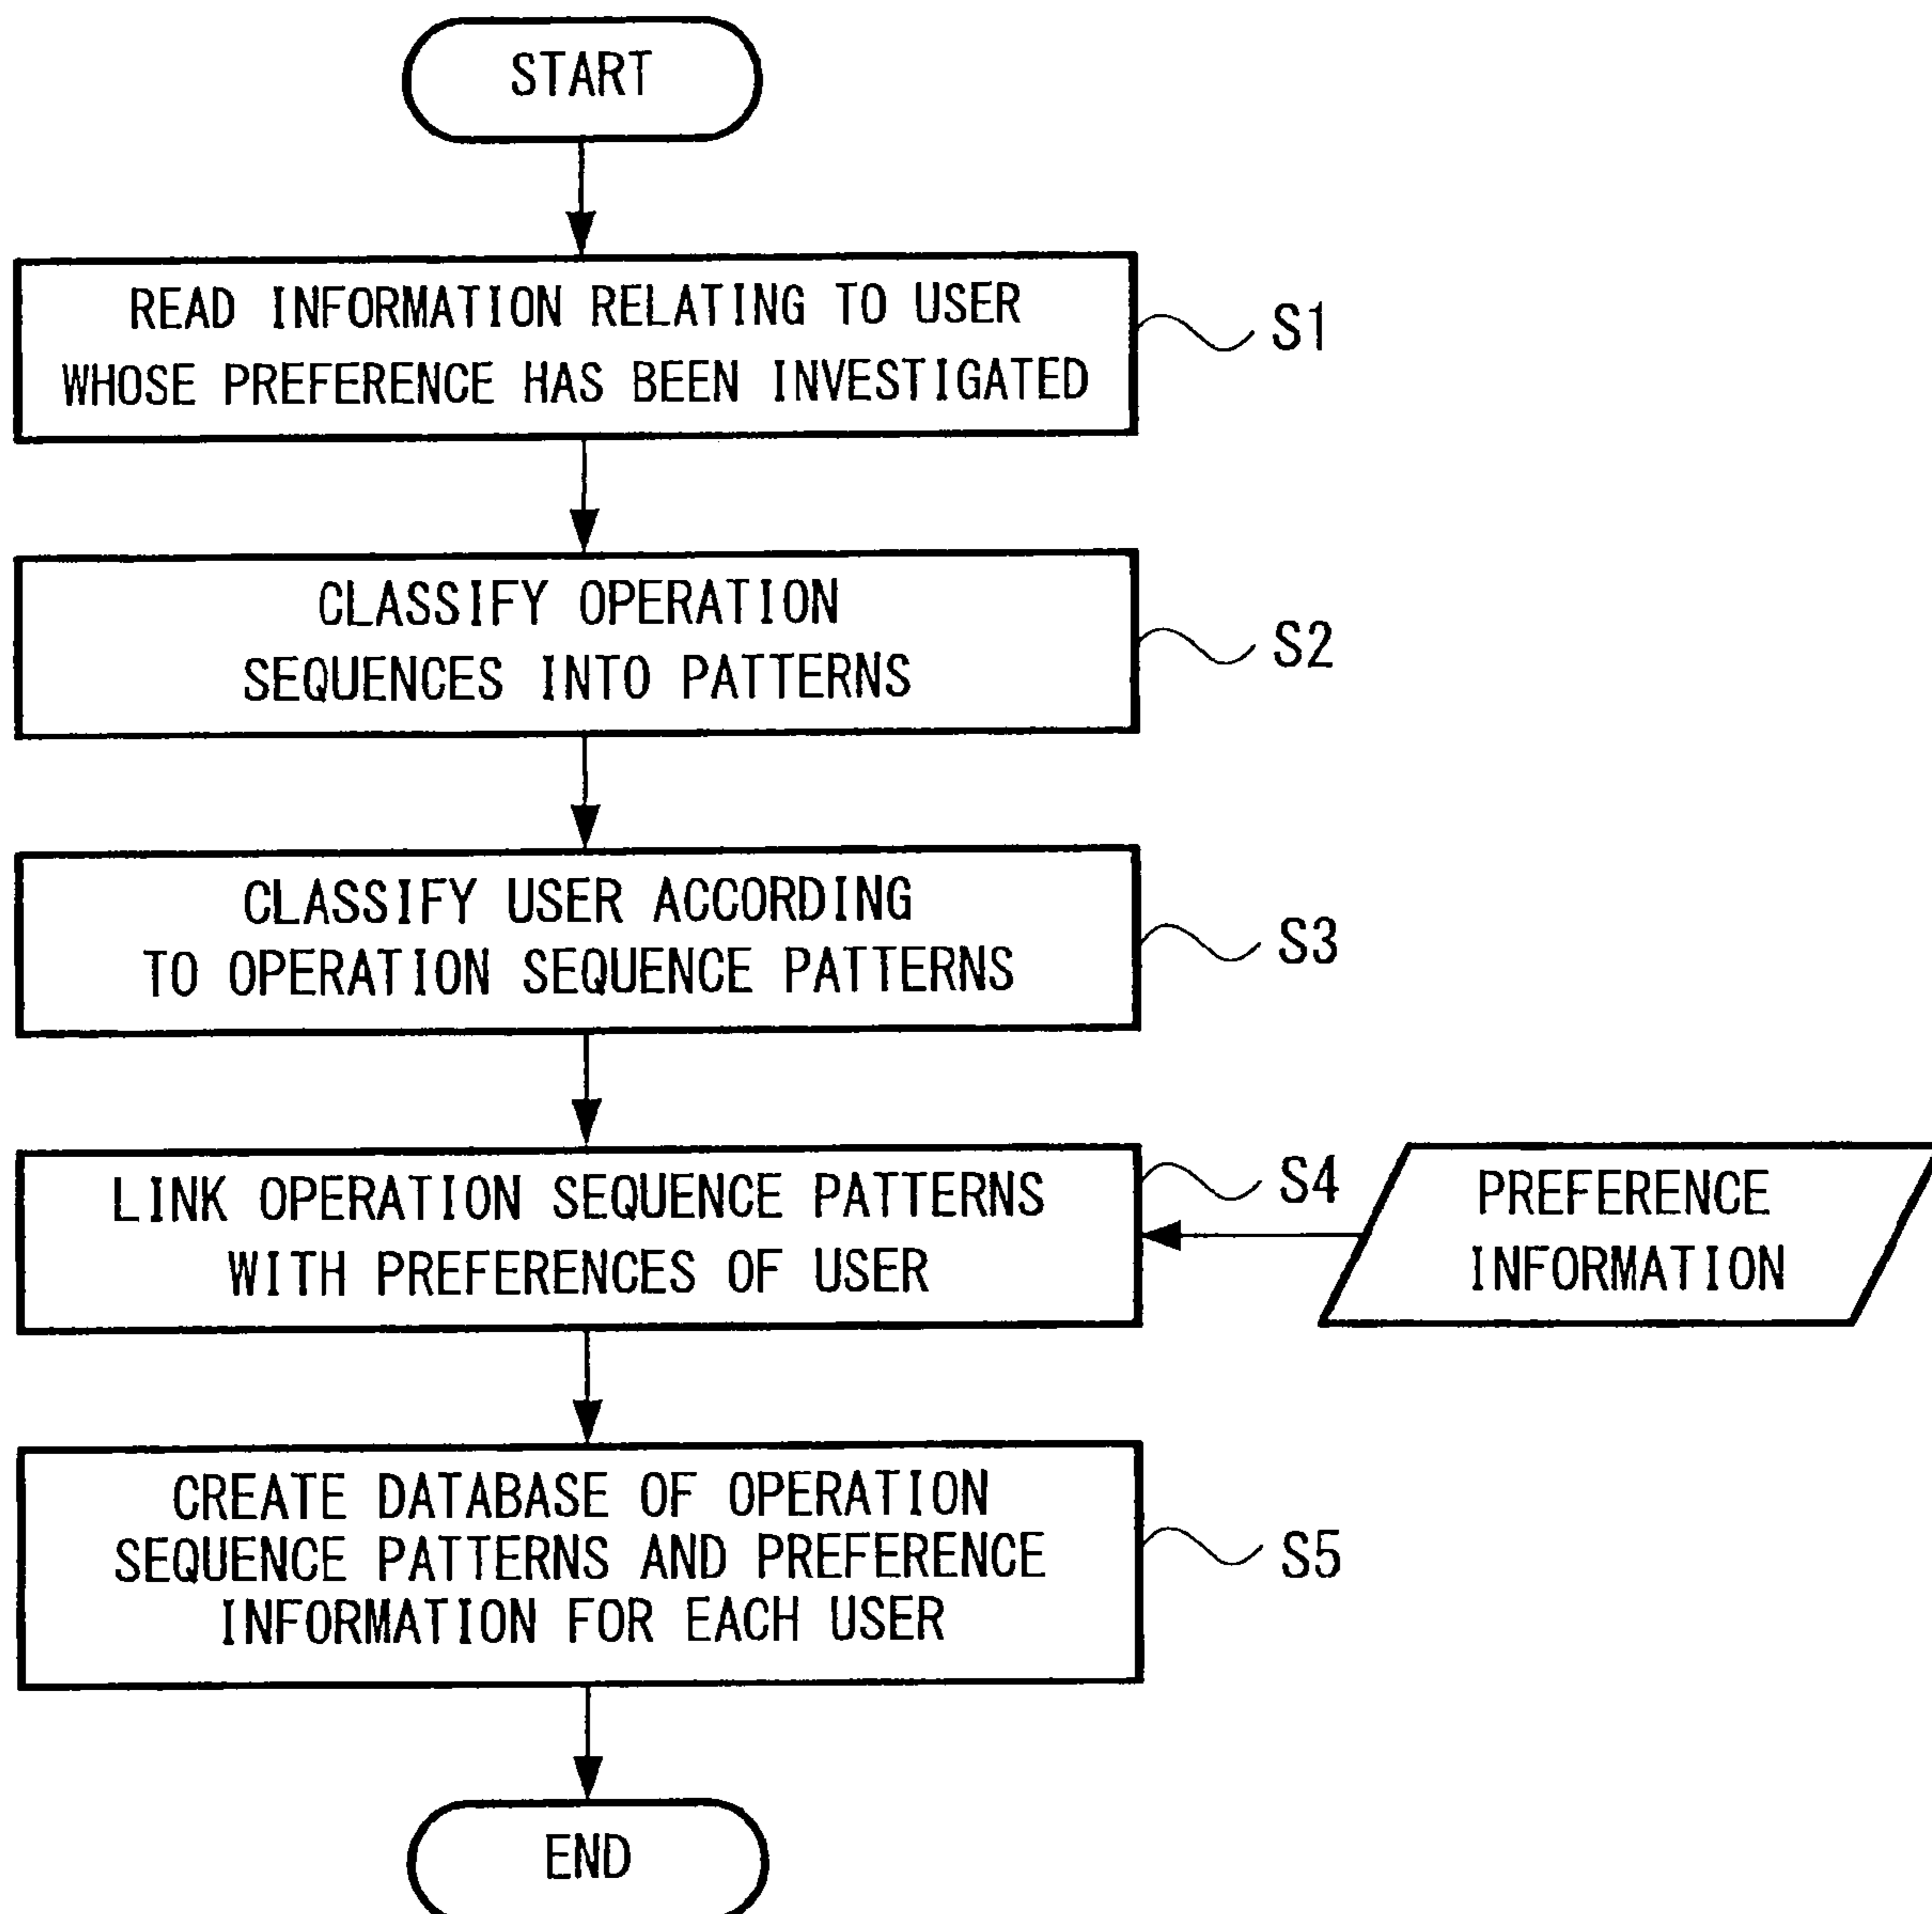 START
READ INFORMATION RELATING TO USER
WHOSE PREFERENCE HAS BEEN INVESTIGATED
S1
CLASSIFY OPERATION
SEQUENCES INTO PATTERNS
S2
CLASSIFY USER ACCORDING
TO OPERATION SEQUENCE PATTERNS
S3
LINK OPERATION SEQUENCE PATTERNS
WITH PREFERENCES OF USER
S4
PREFERENCE
INFORMATION
CREATE DATABASE OF OPERATION
SEQUENCE PATTERNS AND PREFERENCE
INFORMATION FOR EACH USER
S5
END